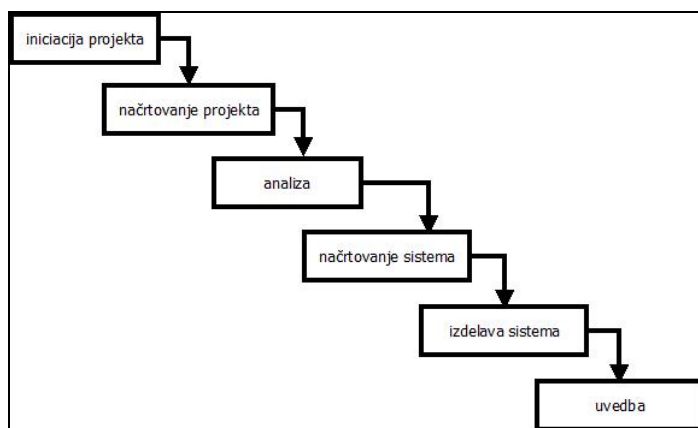 iniciacija projekta
načrtovanje projekta
analiza
načrtovanje sistema
izdelava sistema
uvedba